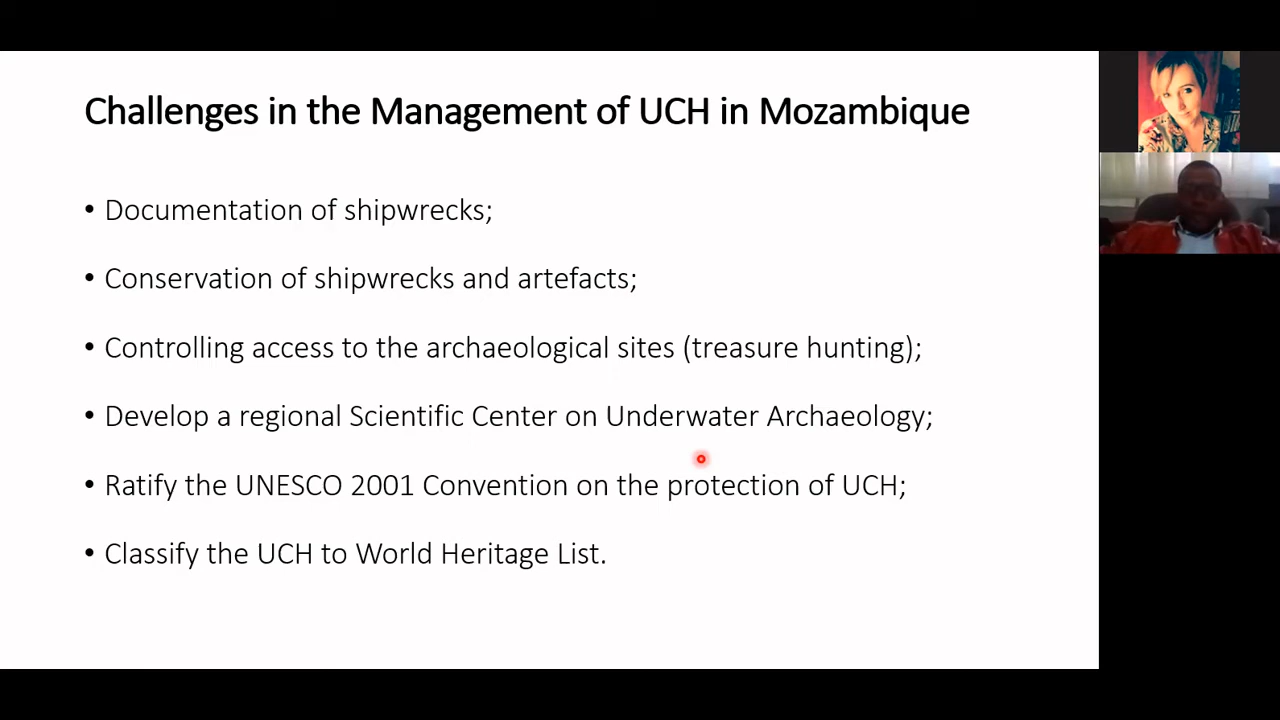 Challenges in the Management of UCH in Mozambique
• Documentation of shipwrecks;
• Conservation of shipwrecks and artefacts;
• Controlling access to the archaeological sites (treasure hunting);
• Develop a regional Scientific Center on Underwater Archaeology;
• Ratify the UNESCO 2001 Convention on the protection of UCH;
• Classify the UCH to World Heritage List.